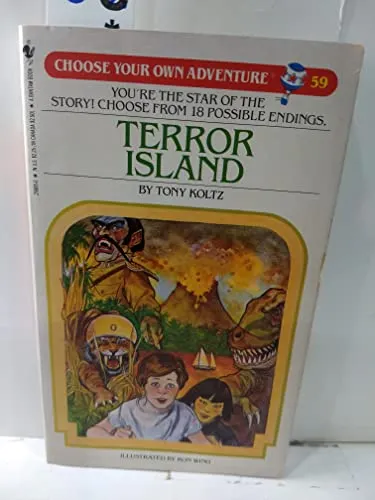 CHOOSE YOUR OWN ADVENTURE® 59
YOU'RE THE STAR OF THE
STORY! CHOOSE FROM 18 POSSIBLE ENDINGS.
TERROR
ISLAND
BY TONY KOLTZ
ILLUSTRATED BY RON WING